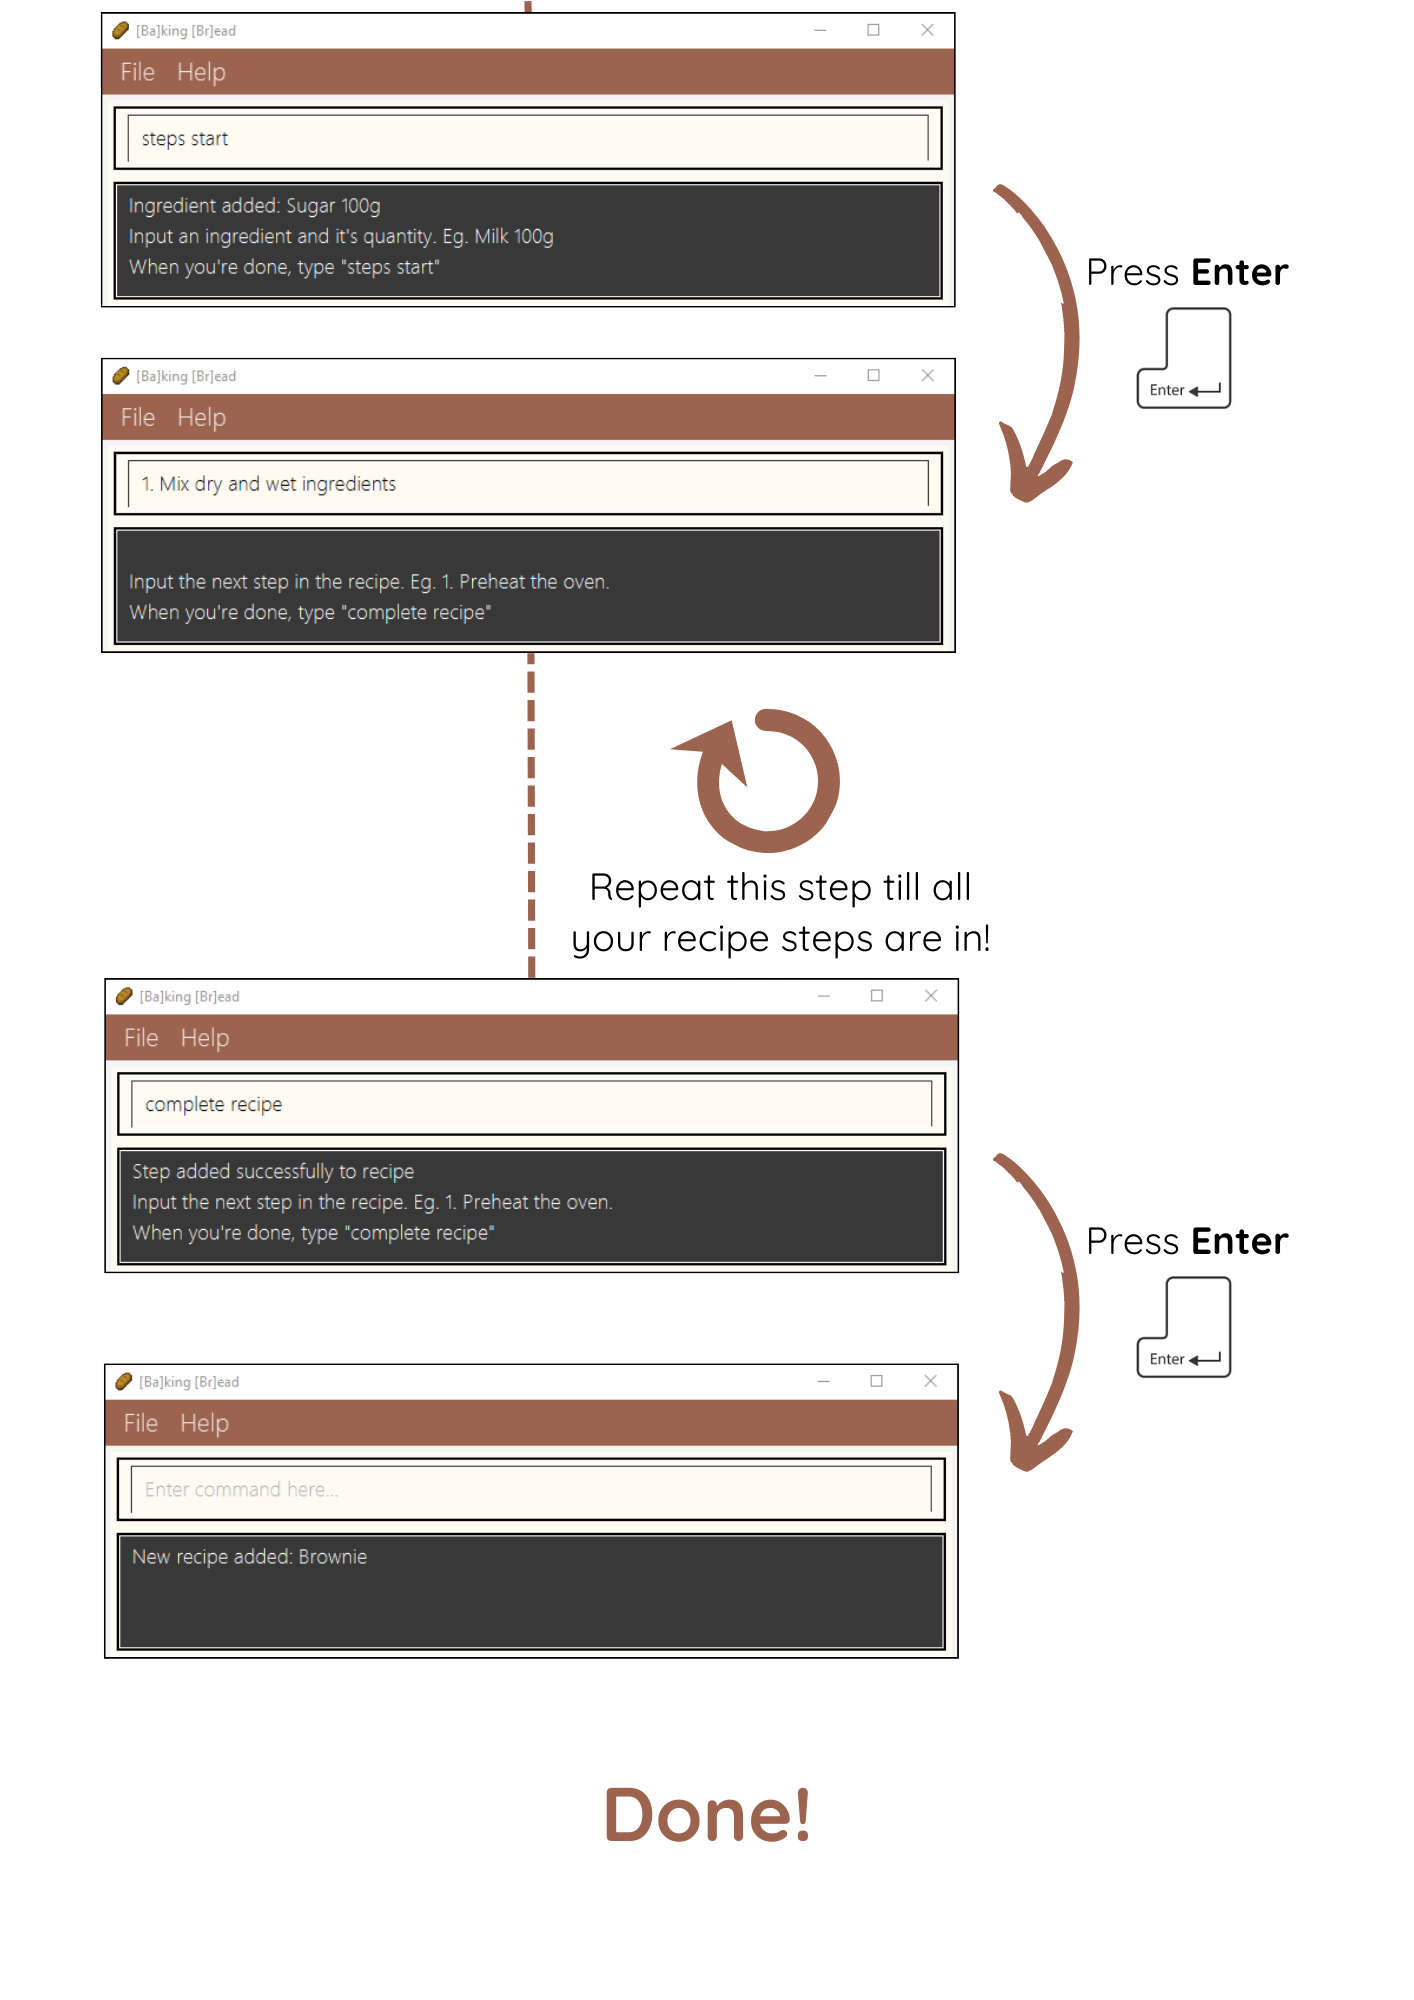 [Ba]king [Br]ead
File Help
steps start
Ingredient added: Sugar 100g
Input an ingredient and it's quantity. Eg. Milk 100g
When you're done, type "steps start"
Press Enter
Enter
[Ba]king [Br]ead
File Help
1. Mix dry and wet ingredients
Input the next step in the recipe. Eg. 1. Preheat the oven.
When you're done, type "complete recipe"
Repeat this step till all
your recipe steps are in!
[Ba]king [Br]ead
File Help
complete recipe
Step added successfully to recipe
Input the next step in the recipe. Eg. 1. Preheat the oven.
When you're done, type "complete recipe"
Press Enter
Enter
[Ba]king [Br]ead
File Help
Enter command here...
New recipe added: Brownie
Done!